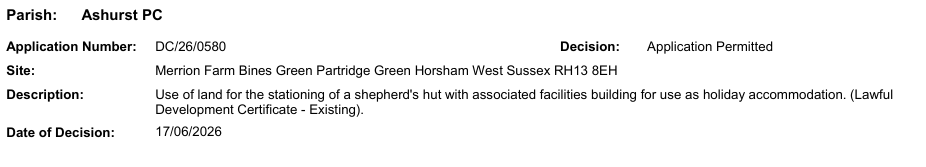 Parish: Ashurst PC
Application Number: DC/26/0580 Decision: Application Permitted
Site: Merrion Farm Bines Green Partridge Green Horsham West Sussex RH13 8EH
Description: Use of land for the stationing of a shepherd's hut with associated facilities building for use as holiday accommodation. (Lawful
Development Certificate - Existing).
Date of Decision: 17/06/2026